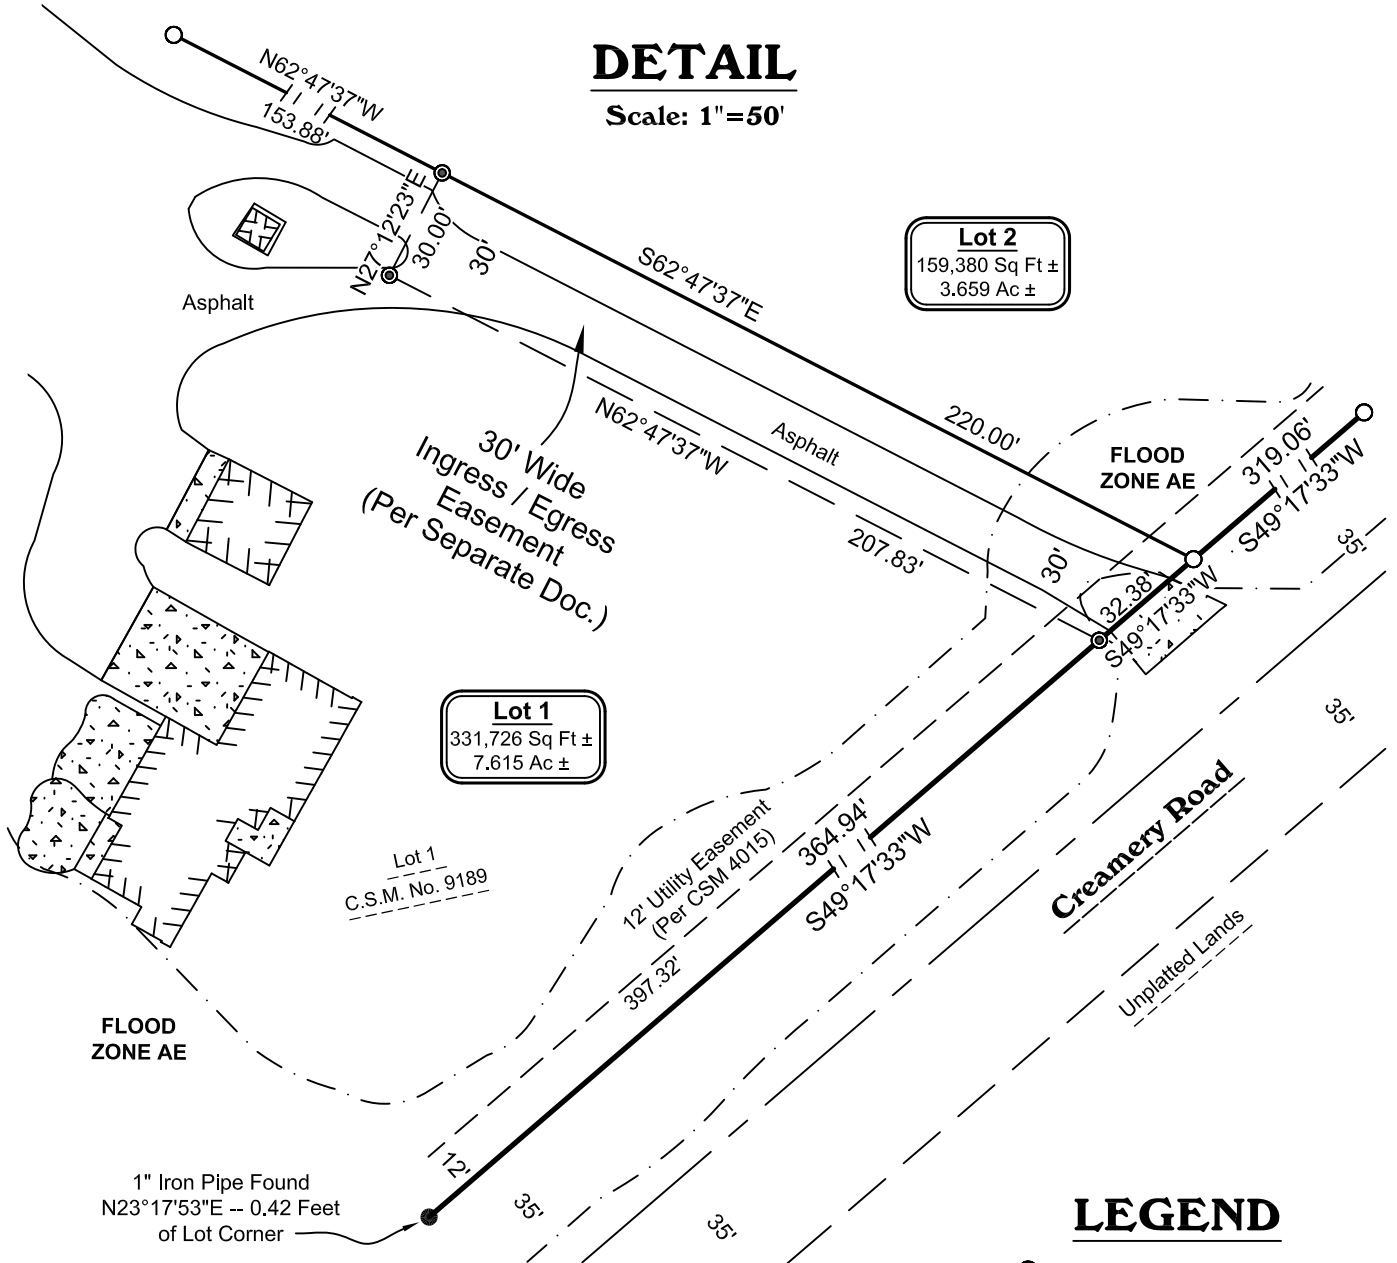 DETAIL
Scale: 1"=50'
N62°47'37"W
153.88'
N27°12'23"E
30.00'
30'
S62°47'37"E
220.00'
Lot 2
159,380 Sq Ft ±
3.659 Ac ±
Asphalt
30' Wide
Ingress / Egress
Easement
(Per Separate Doc.)
N62°47'37"W
207.83'
Asphalt
FLOOD
ZONE AE
319.06'
S49°17'33"W
35'
30'
32.38'
S49°17'33"W
35'
Lot 1
331,726 Sq Ft ±
7.615 Ac ±
Lot 1
C.S.M. No. 9189
12' Utility Easement
(Per CSM 4015)
364.94'
S49°17'33"W
397.32'
Creamery Road
Unplatted Lands
FLOOD
ZONE AE
12'
35'
35'
1" Iron Pipe Found
N23°17'53"E -- 0.42 Feet
of Lot Corner
LEGEND